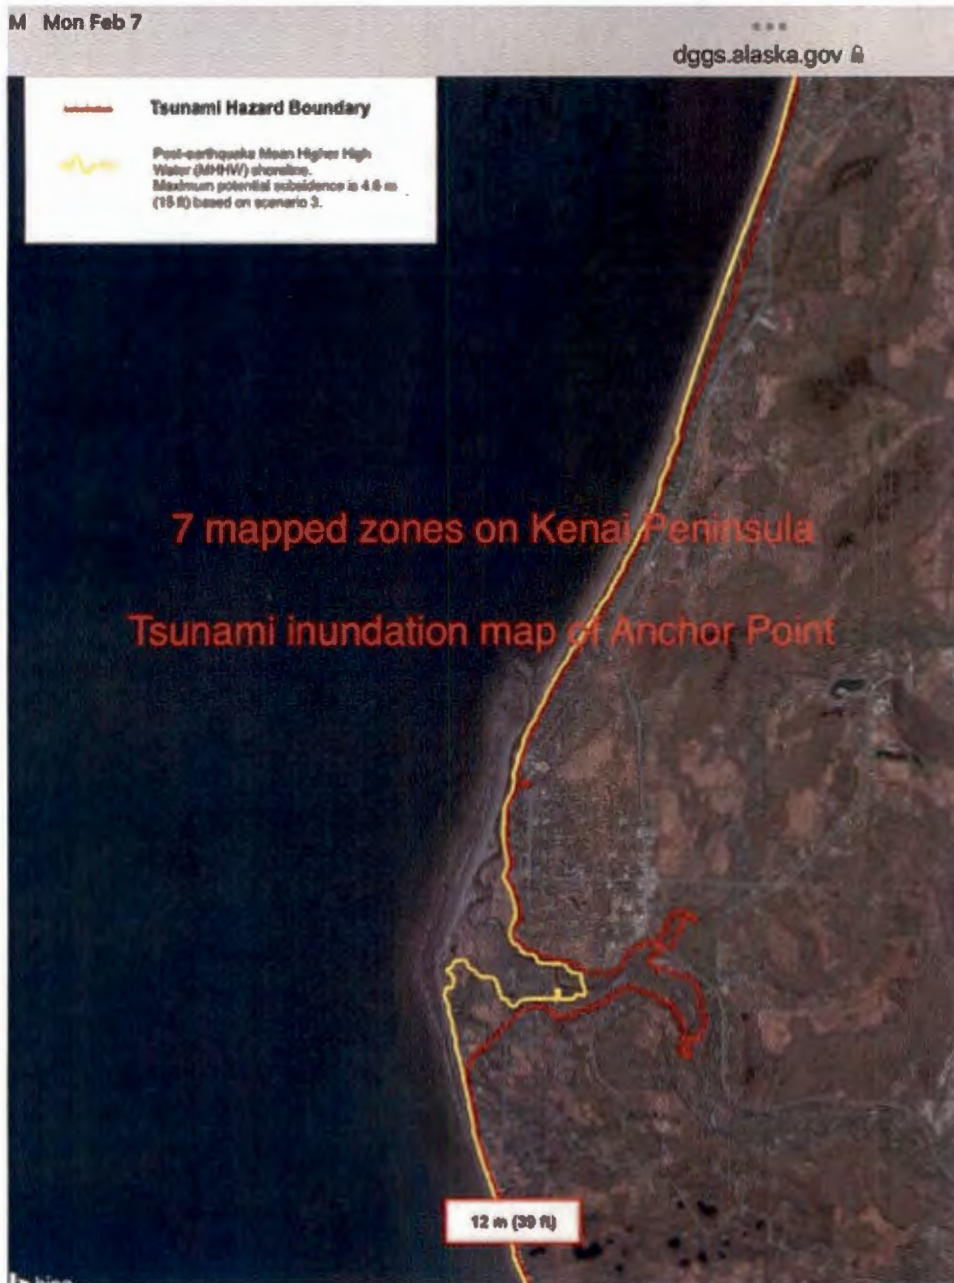 M Mon Feb 7
dggs.alaska.gov
Tsunami Hazard Boundary
Post-earthquake Mean Higher High
Water (MHHW) shoreline.
Maximum potential subsidence is 4.6 m
(15 ft) based on scenario 3.
7 mapped zones on Kenai Peninsula
Tsunami inundation map of Anchor Point
12 m (39 ft)